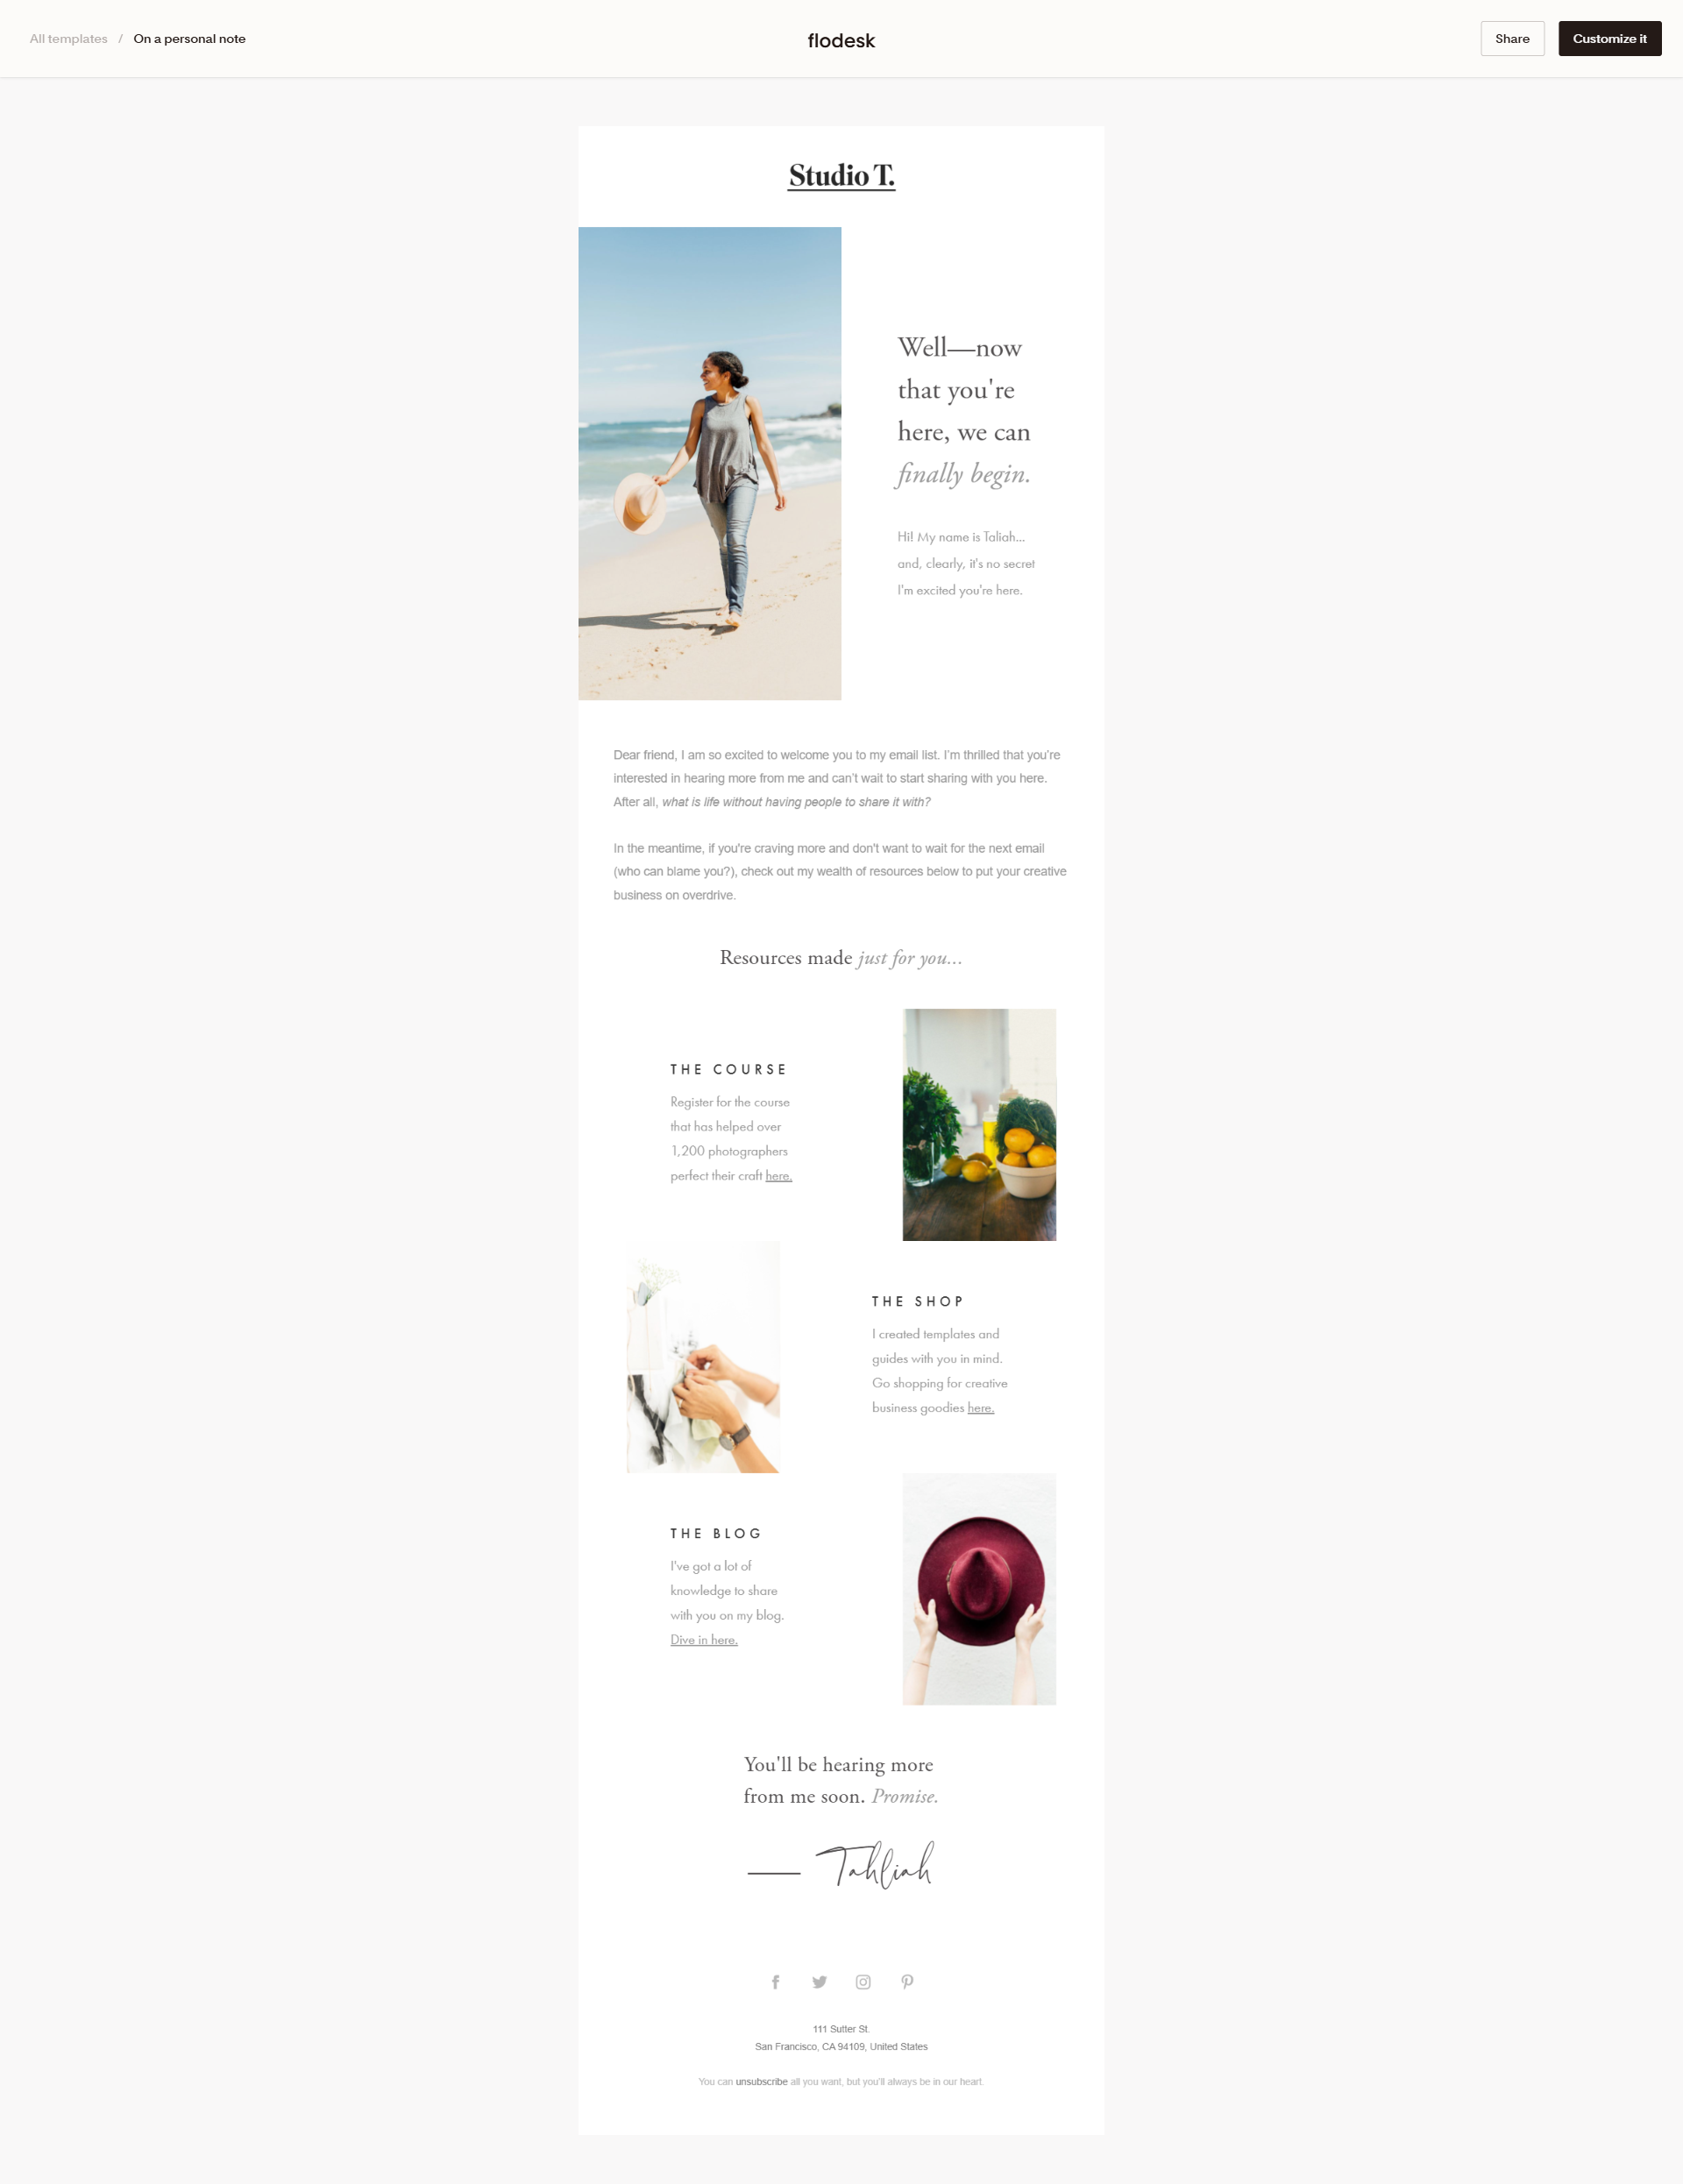 All templates / On a personal note
flodesk
Share
Customize it
Studio T.
Well—now
that you're
here, we can
finally begin.
Hi! My name is Taliah...
and, clearly, it's no secret
I'm excited you're here.
Dear friend, I am so excited to welcome you to my email list. I'm thrilled that you're
interested in hearing more from me and can't wait to start sharing with you here.
After all, what is life without having people to share it with?
In the meantime, if you're craving more and don't want to wait for the next email
(who can blame you?), check out my wealth of resources below to put your creative
business on overdrive.
Resources made just for you...
THE COURSE
Register for the course
that has helped over
1,200 photographers
perfect their craft here.
THE SHOP
I created templates and
guides with you in mind.
Go shopping for creative
business goodies here.
THE BLOG
I've got a lot of
knowledge to share
with you on my blog.
Dive in here.
You'll be hearing more
from me soon. Promise.
— Tahliah
111 Sutter St.
San Francisco, CA 94109, United States
You can unsubscribe all you want, but you'll always be in our heart.